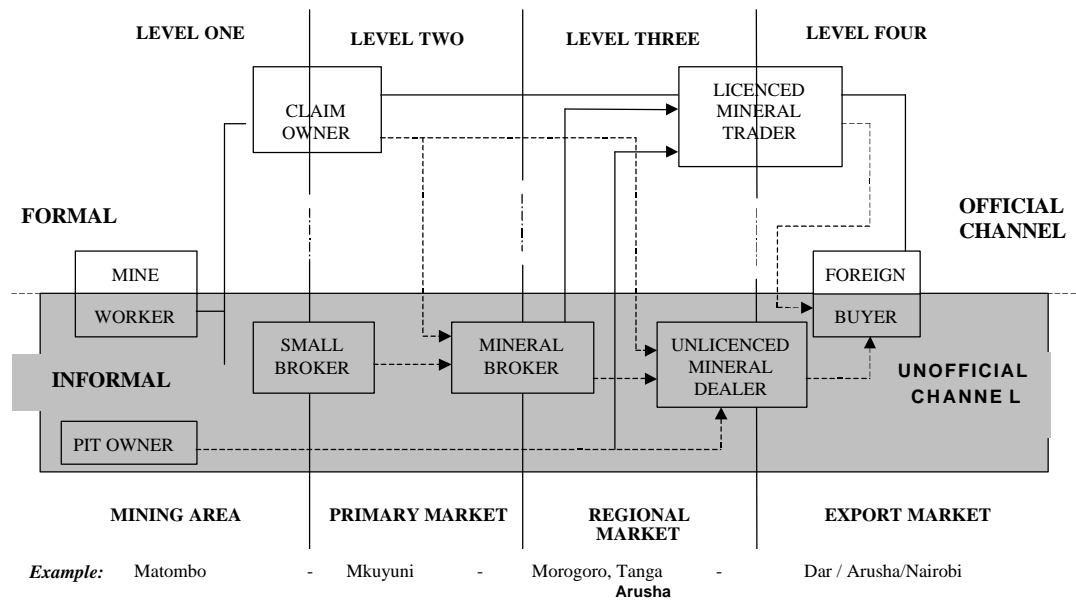 LEVEL ONE
LEVEL TWO
LEVEL THREE
LEVEL FOUR
CLAIM
OWNER
LICENCED
MINERAL
TRADER
FORMAL
OFFICIAL
CHANNEL
MINE
WORKER
FOREIGN
BUYER
INFORMAL
SMALL
BROKER
MINERAL
BROKER
UNLICENCED
MINERAL
DEALER
UNOFFICIAL
CHANNEL
PIT OWNER
MINING AREA
PRIMARY MARKET
REGIONAL
MARKET
EXPORT MARKET
Example: Matombo - Mkuyuni - Morogoro, Tanga - Dar / Arusha/Nairobi
Arusha